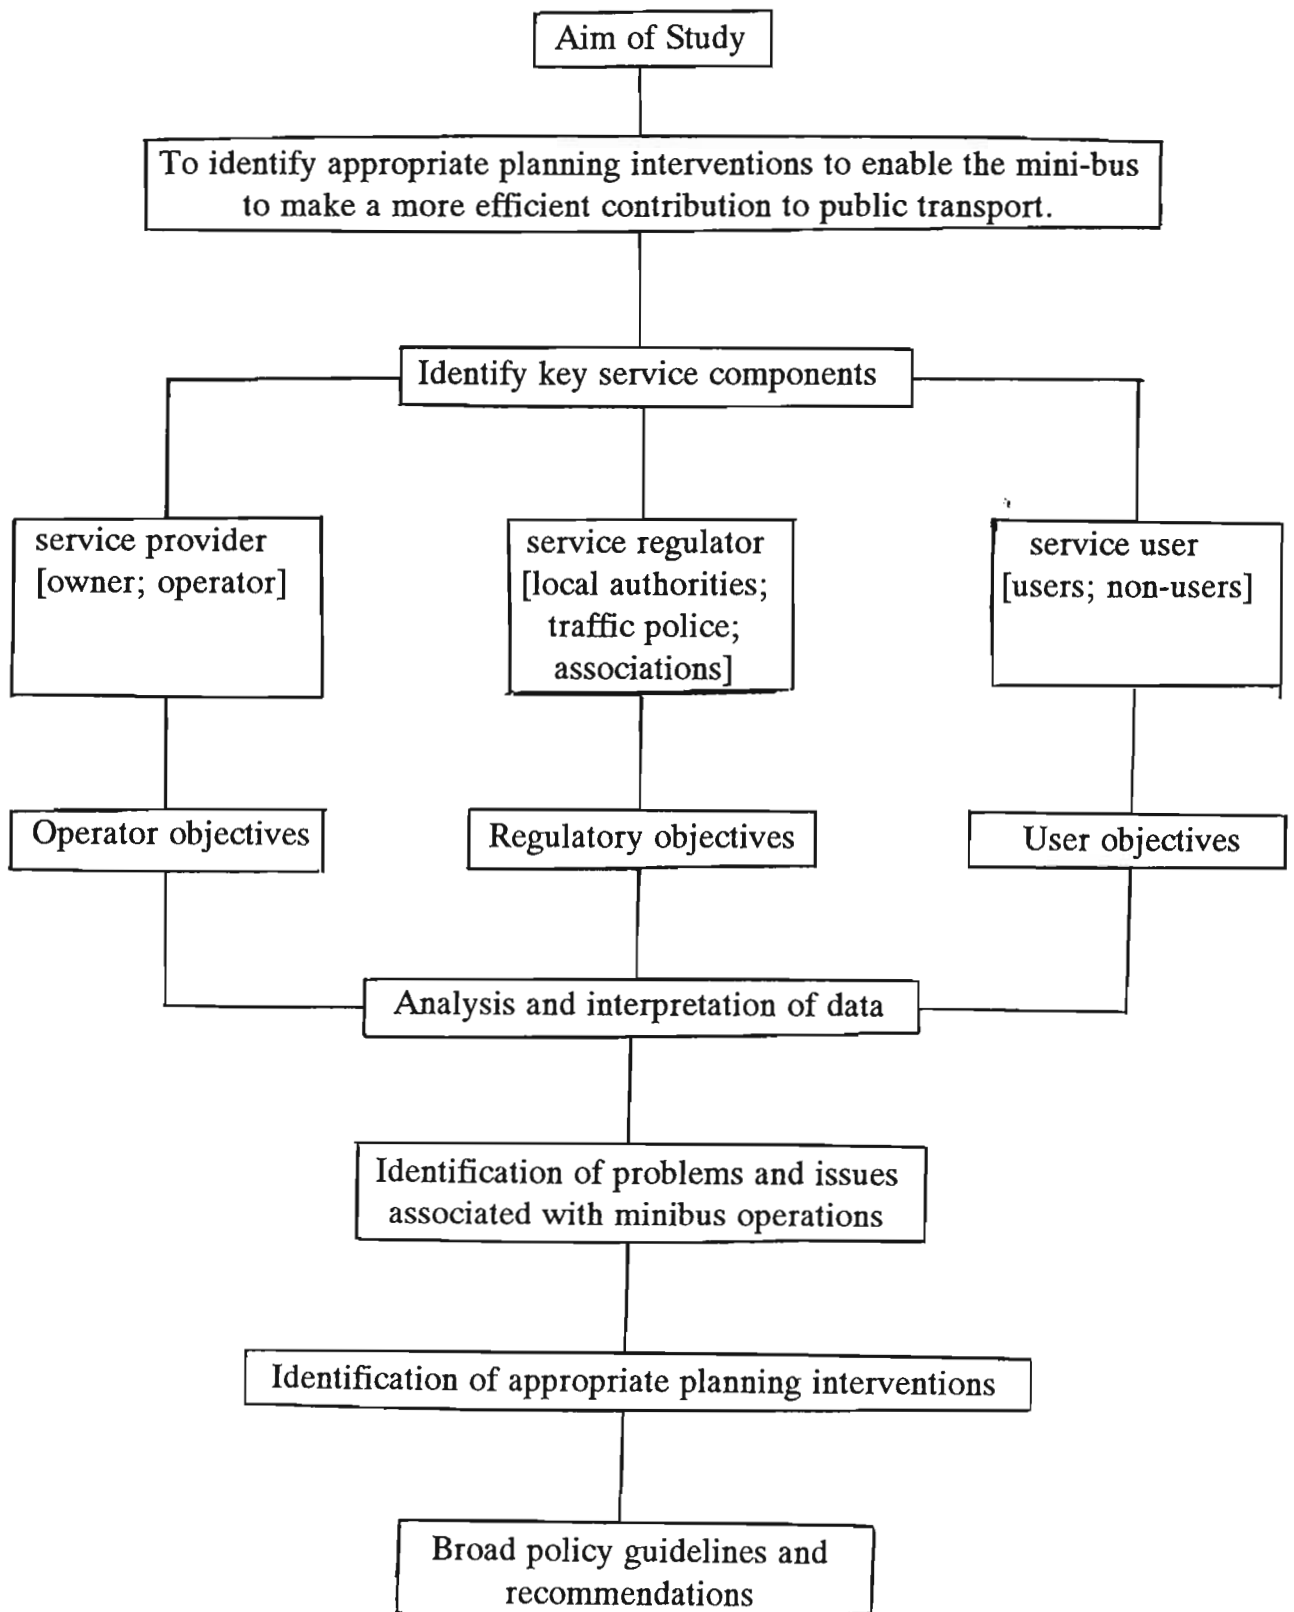 Aim of Study
To identify appropriate planning interventions to enable the mini-bus
to make a more efficient contribution to public transport.
Identify key service components
service provider
[owner; operator]
service regulator
[local authorities;
traffic police;
associations]
service user
[users; non-users]
Operator objectives
Regulatory objectives
User objectives
Analysis and interpretation of data
Identification of problems and issues
associated with minibus operations
Identification of appropriate planning interventions
Broad policy guidelines and
recommendations